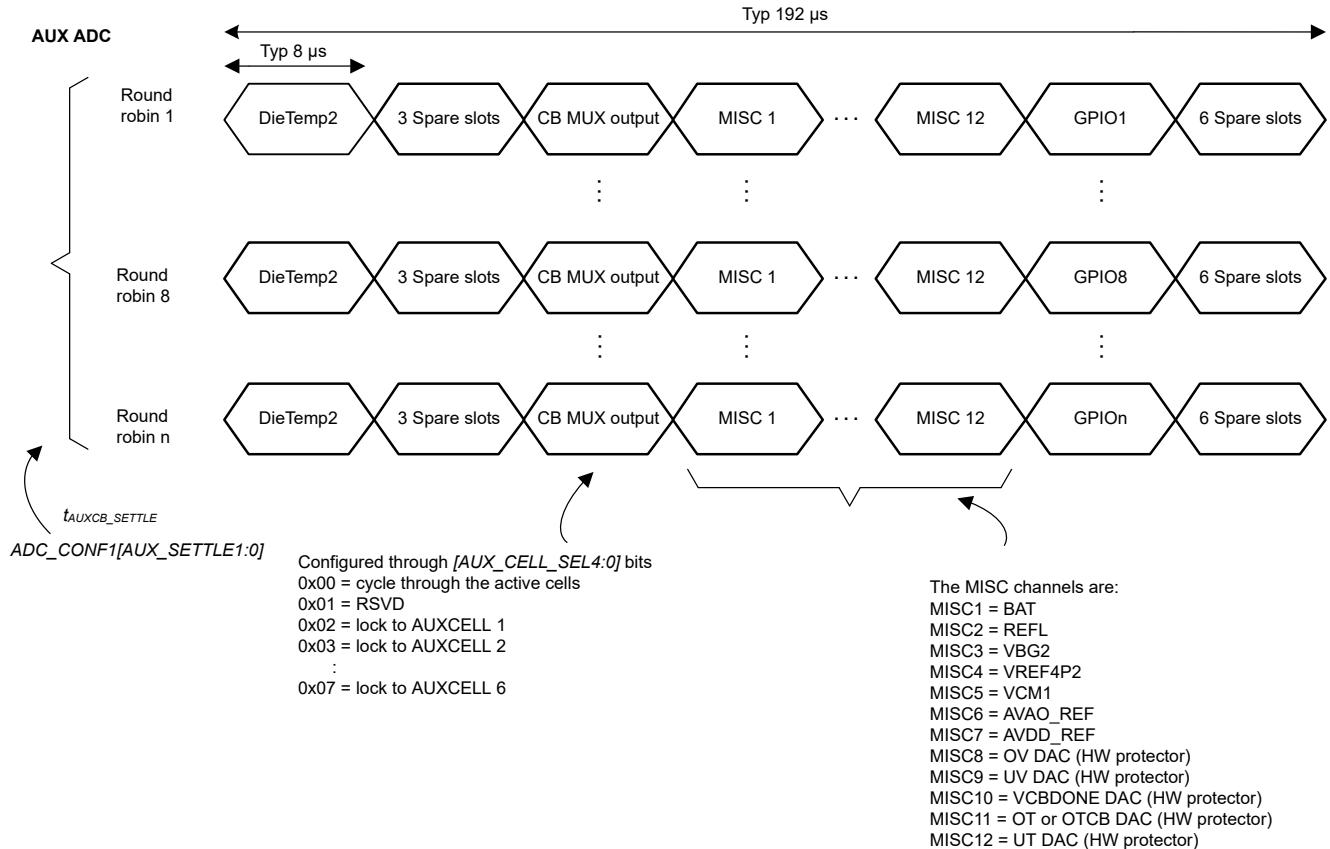 Typ 192 µs
AUX ADC
Typ 8 µs
Round
robin 1
DieTemp2
3 Spare slots
CB MUX output
MISC 1
...
MISC 12
GPIO1
6 Spare slots
Round
robin 8
DieTemp2
3 Spare slots
CB MUX output
MISC 1
...
MISC 12
GPIO8
6 Spare slots
Round
robin n
DieTemp2
3 Spare slots
CB MUX output
MISC 1
...
MISC 12
GPIOn
6 Spare slots
tAUXCB_SETTLE
ADC_CONF1[AUX_SETTLE1:0]
Configured through [AUX_CELL_SEL4:0] bits
0x00 = cycle through the active cells
0x01 = RSVD
0x02 = lock to AUXCELL 1
0x03 = lock to AUXCELL 2
:
0x07 = lock to AUXCELL 6
The MISC channels are:
MISC1 = BAT
MISC2 = REFL
MISC3 = VBG2
MISC4 = VREF4P2
MISC5 = VCM1
MISC6 = AVAO_REF
MISC7 = AVDD_REF
MISC8 = OV DAC (HW protector)
MISC9 = UV DAC (HW protector)
MISC10 = VCBDONE DAC (HW protector)
MISC11 = OT or OTCB DAC (HW protector)
MISC12 = UT DAC (HW protector)